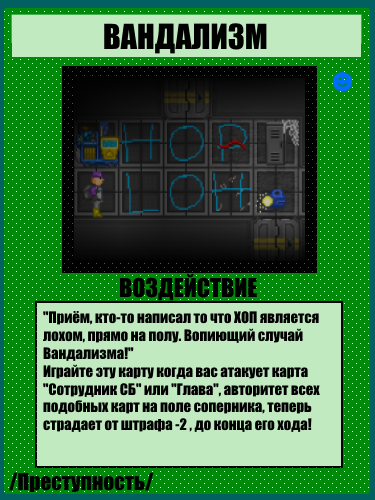 ВАНДАЛИЗМ
HOP
LOH
ВОЗДЕЙСТВИЕ
"Приём, кто-то написал то что ХОП является
лохом, прямо на полу. Вопиющий случай
Вандализма!"
Играйте эту карту когда вас атакует карта
"Сотрудник СБ" или "Глава", авторитет всех
подобных карт на поле соперника, теперь
страдает от штрафа -2 , до конца его хода!
/Преступность/